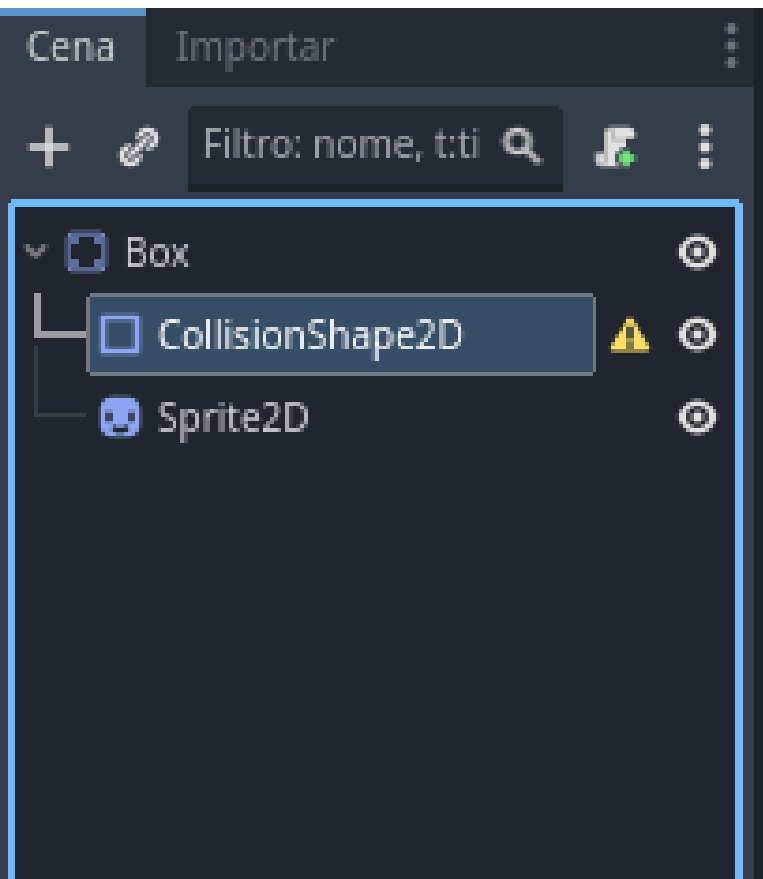 Cena Importar
Filtro: nome, t:ti
Box
CollisionShape2D
Sprite2D